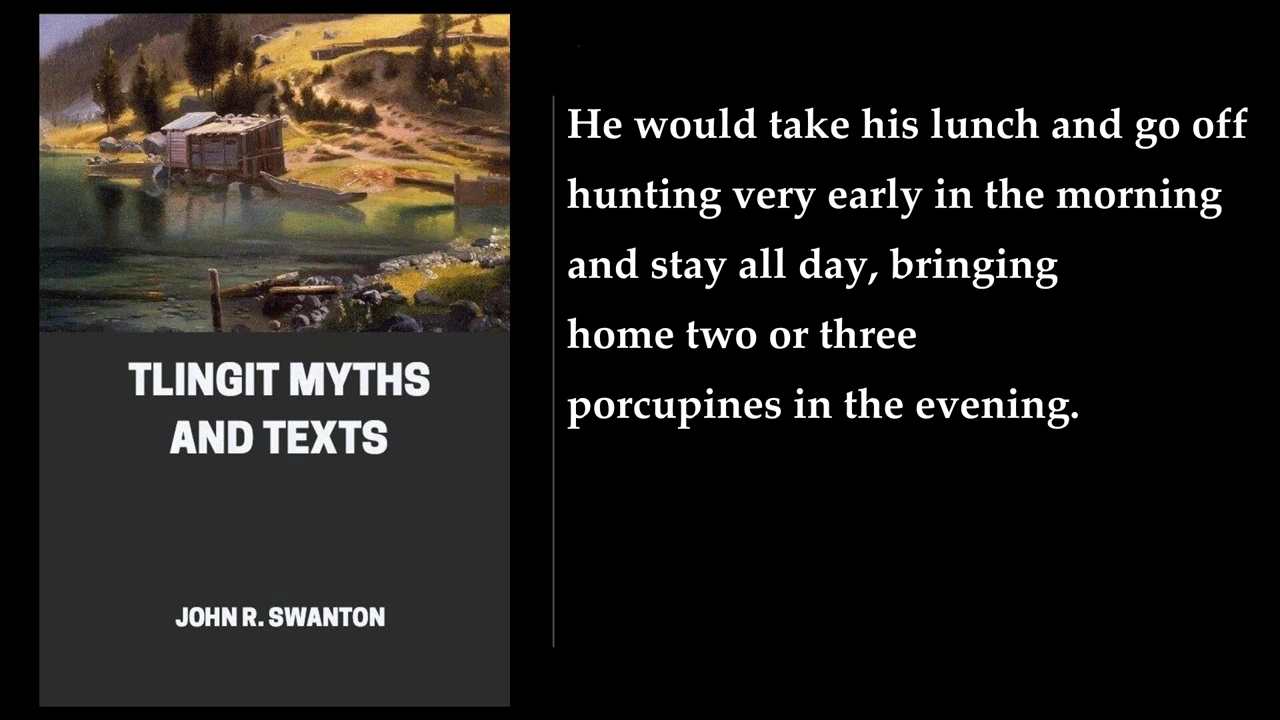 TLINGIT MYTHS
AND TEXTS
JOHN R. SWANTON
He would take his lunch and go off
hunting very early in the morning
and stay all day, bringing
home two or three
porcupines in the evening.